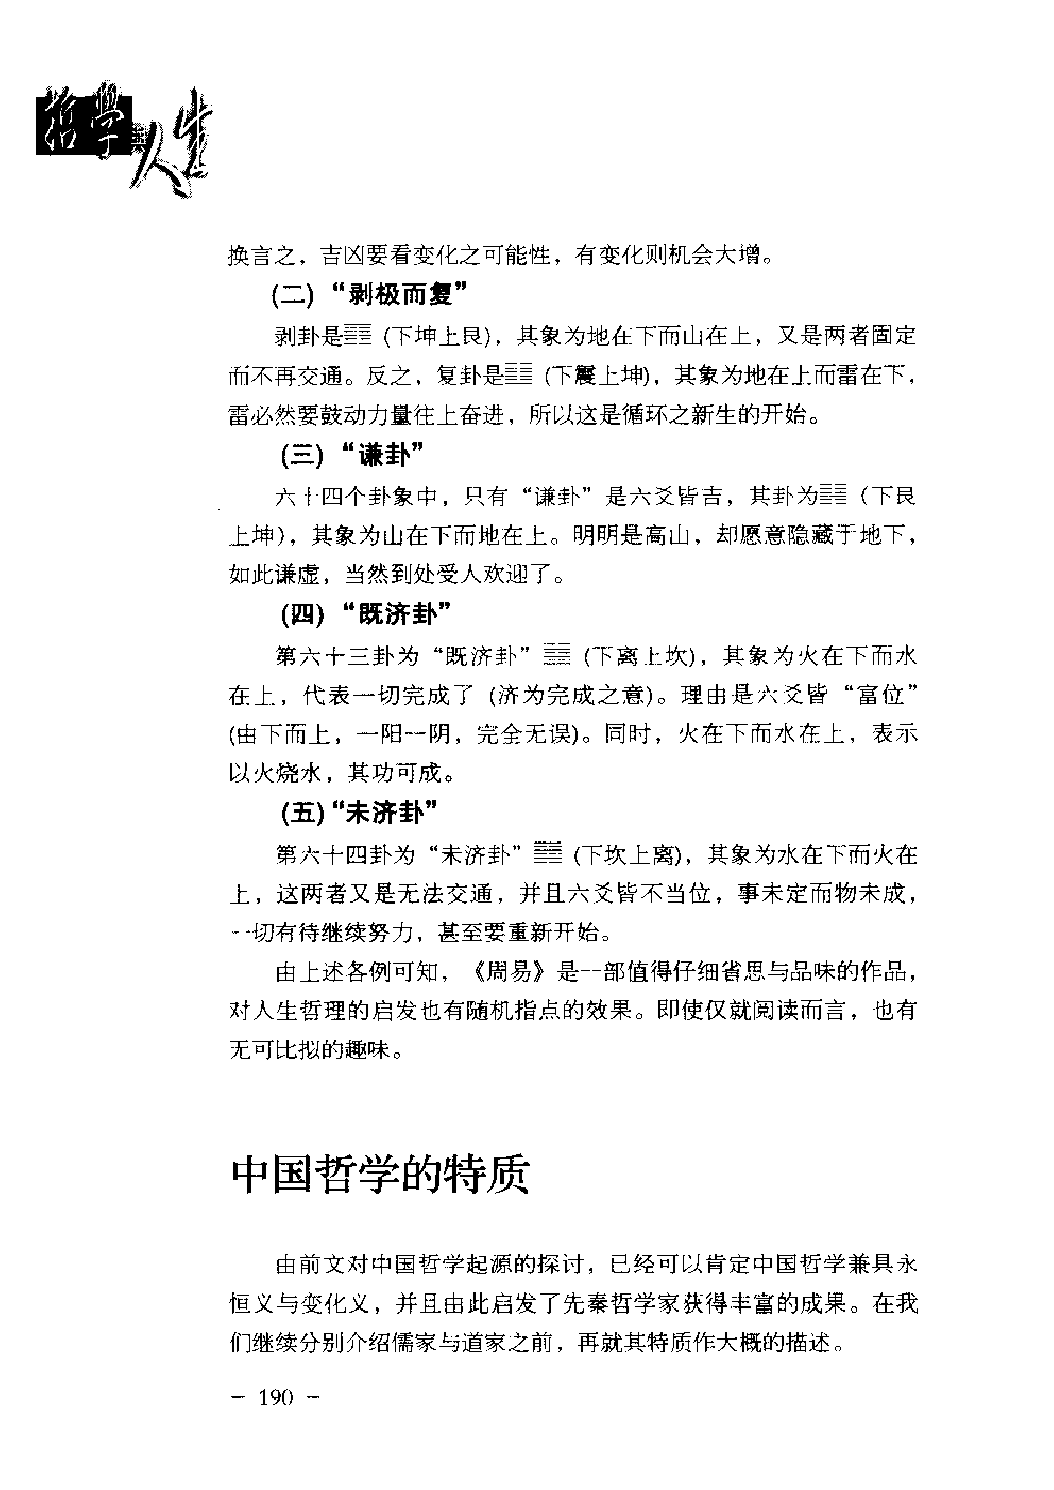 哲學與人生
换言之，吉凶要看变化之可能性，有变化则机会大增。
(二) “剥极而复”
剥卦是䷖ (下坤上艮)，其象为地在下而山在上，又是两者固定
而不再交通。反之，复卦是䷗ (下震上坤)，其象为地在上而雷在下，
雷必然要鼓动力量往上奋进，所以这是循环之新生的开始。
(三) “谦卦”
六十四个卦象中，只有“谦卦”是六爻皆吉，其卦为䷎（下艮
上坤)，其象为山在下而地在上。明明是高山，却愿意隐藏于地下，
如此谦虚，当然到处受人欢迎了。
(四) “既济卦”
第六十三卦为“既济卦”䷾ (下离上坎)，其象为火在下而水
在上，代表一切完成了 (济为完成之意)。理由是六爻皆“富位”
(由下而上，一阳一阴，完全无误)。同时，火在下而水在上，表示
以火烧水，其功可成。
(五)“未济卦”
第六十四卦为“未济卦”䷿ (下坎上离)，其象为水在下而火在
上，这两者又是无法交通，并且六爻皆不当位，事未定而物未成，
一切有待继续努力，甚至要重新开始。
由上述各例可知，《周易》是一部值得仔细省思与品味的作品，
对人生哲理的启发也有随机指点的效果。即使仅就阅读而言，也有
无可比拟的趣味。
中国哲学的特质
由前文对中国哲学起源的探讨，已经可以肯定中国哲学兼具永
恒义与变化义，并且由此启发了先秦哲学家获得丰富的成果。在我
们继续分别介绍儒家与道家之前，再就其特质作大概的描述。
- 190 -